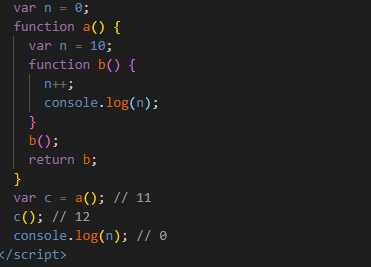 var n = 0;
function a() {
  var n = 10;
  function b() {
    n++;
    console.log(n);
  }
  b();
  return b;
}
var c = a(); // 11
c(); // 12
console.log(n); // 0
/script>